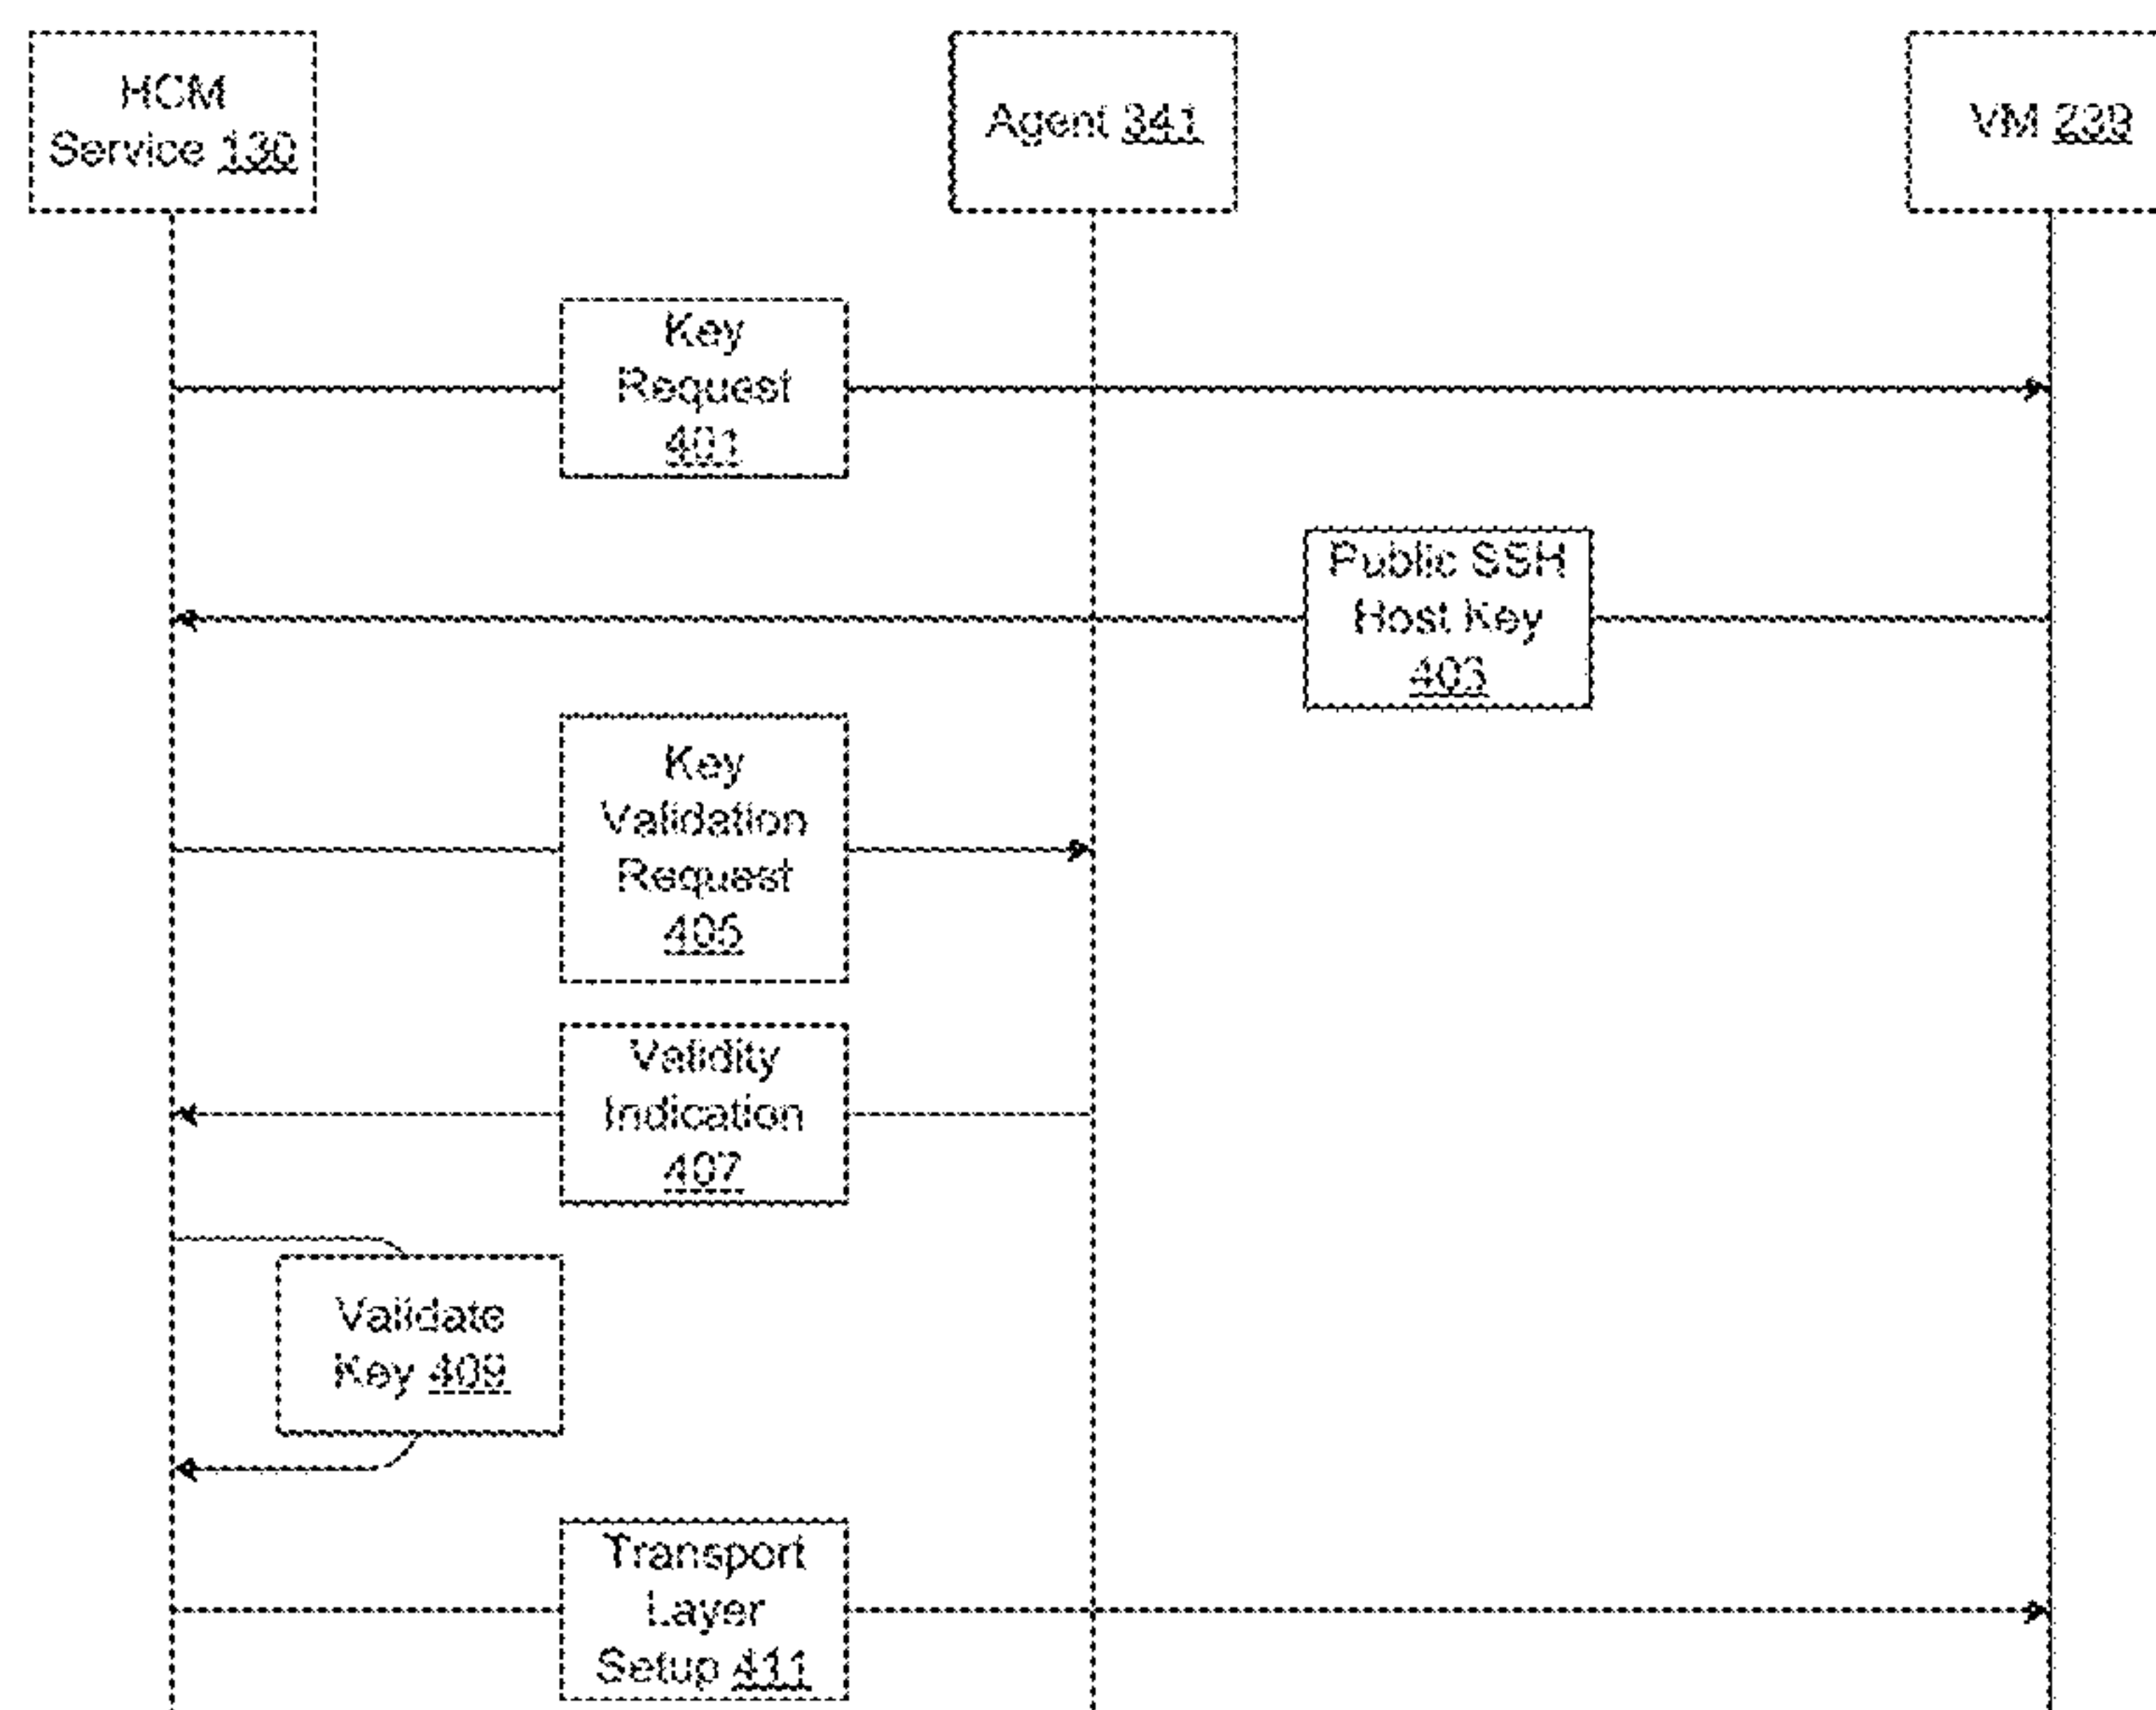 HCM
Service 130
Agent 341
VM 239
Key
Request
401
Public SSH
Host Key
403
Key
Validation
Request
405
Validity
Indication
407
Validate
Key 409
Transport
Layer
Setup 411